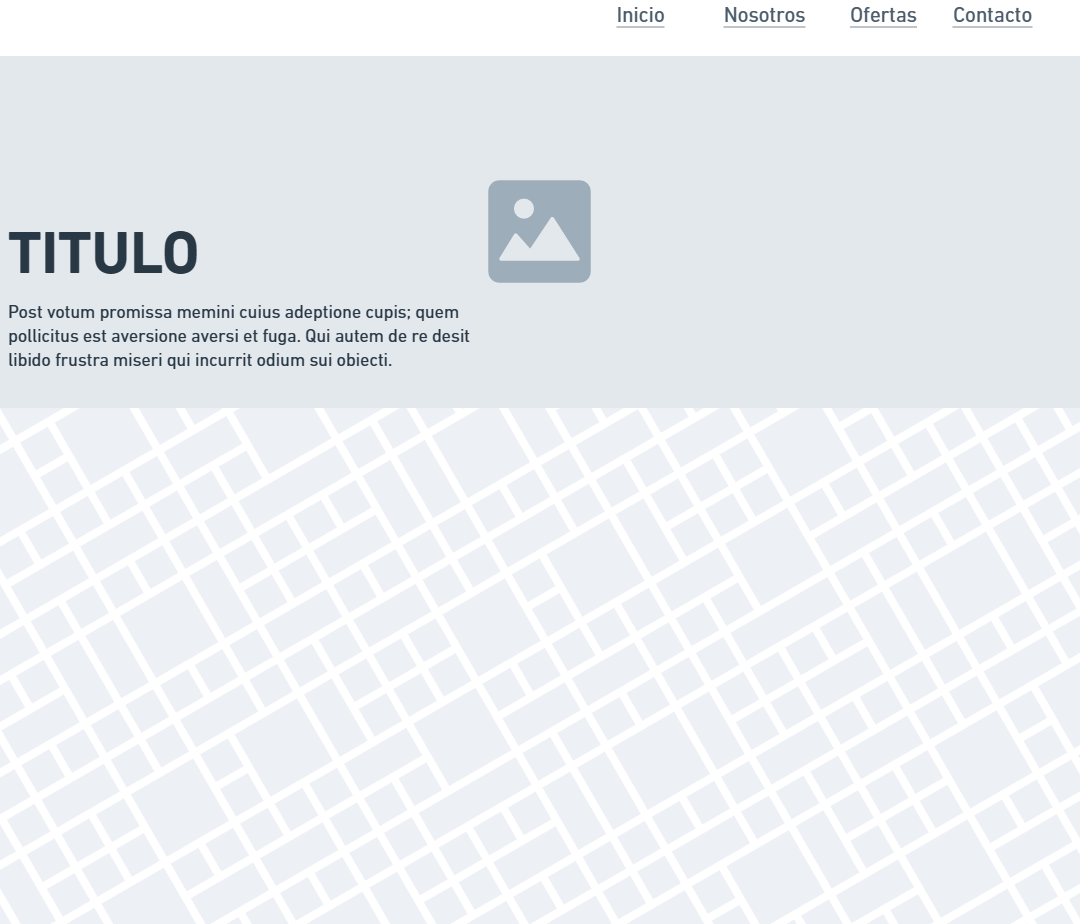 Inicio Nosotros Ofertas Contacto
TITULO
Post votum promissa memini cuius adeptione cupis; quem
pollicitus est aversione aversi et fuga. Qui autem de re desit
libido frustra miseri qui incurrit odium sui obiecti.